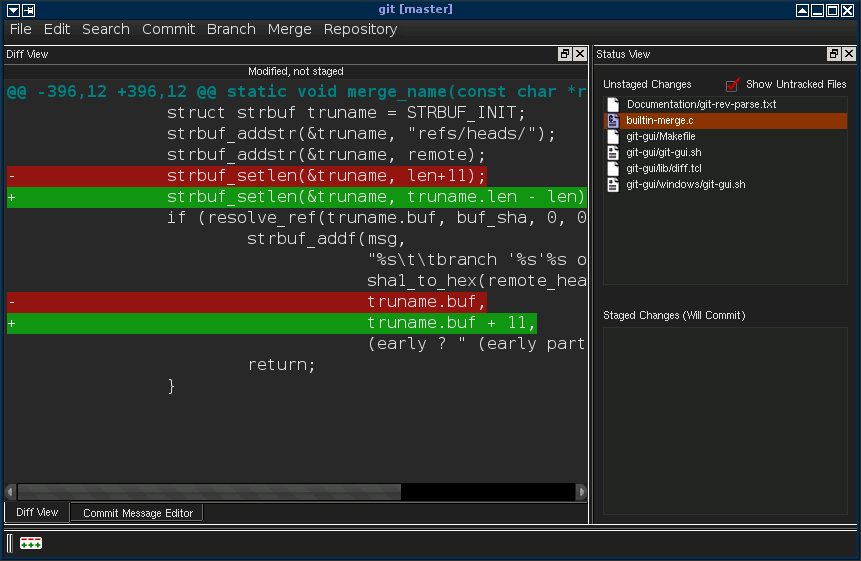 git [master]
File Edit Search Commit Branch Merge Repository
Diff View
Modified, not staged
@@ -396,12 +396,12 @@ static void merge_name(const char *r
struct strbuf truname = STRBUF_INIT;
strbuf_addstr(&truname, "refs/heads/");
strbuf_addstr(&truname, remote);
- strbuf_setlen(&truname, len+11);
+ strbuf_setlen(&truname, truname.len - len)
if (resolve_ref(truname.buf, buf_sha, 0, 0
strbuf_addf(msg,
"%s\t\tbranch '%s'%s o
sha1_to_hex(remote_hea
- truname.buf,
+ truname.buf + 11,
(early ? " (early part
return;
}
Diff View Commit Message Editor
Status View
Unstaged Changes Show Untracked Files
Documentation/git-rev-parse.txt
builtin-merge.c
git-gui/Makefile
git-gui/git-gui.sh
git-gui/lib/diff.tcl
git-gui/windows/git-gui.sh
Staged Changes (Will Commit)